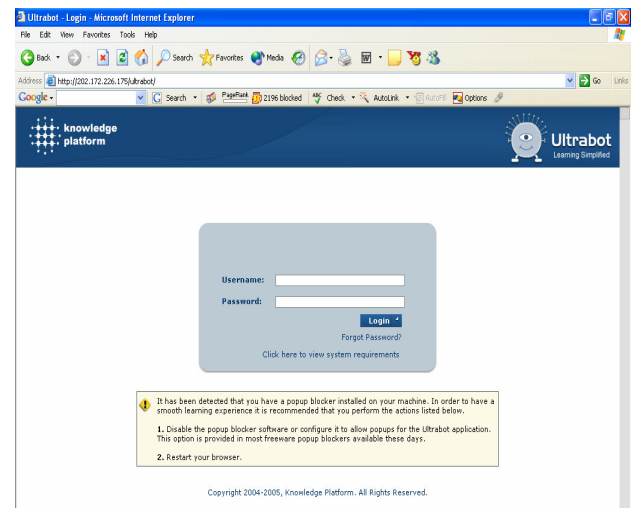 Ultrabot - Login - Microsoft Internet Explorer
File Edit View Favorites Tools Help
Back Search Favorites Media
Address http://202.172.226.175/ukrabot/ Go Links
Google Search PageRank 2196 blocked Check AutoLink AutoFill Options
knowledge
platform
Ultrabot
Learning Simplified
Username:
Password:
Login
Forgot Password?
Click here to view system requirements
It has been detected that you have a popup blocker installed on your machine. In order to have a
smooth learning experience it is recommended that you perform the actions listed below.
1. Disable the popup blocker software or configure it to allow popups for the Ultrabot application.
This option is provided in most freeware popup blockers available these days.
2. Restart your browser.
Copyright 2004-2005, Knowledge Platform. All Rights Reserved.